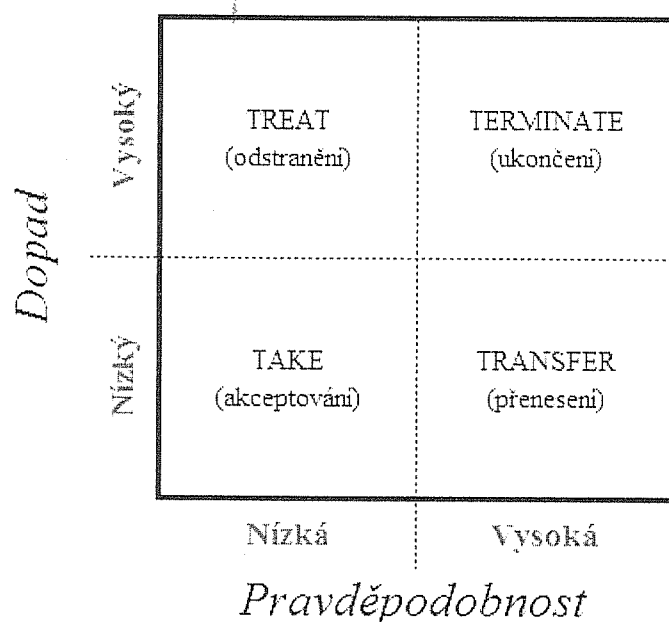 Dopad
Vysoký
TREAT
(odstranění)
TERMINATE
(ukončení)
Nízký
TAKE
(akceptování)
TRANSFER
(přenesení)
Nízká
Vysoká
Pravděpodobnost